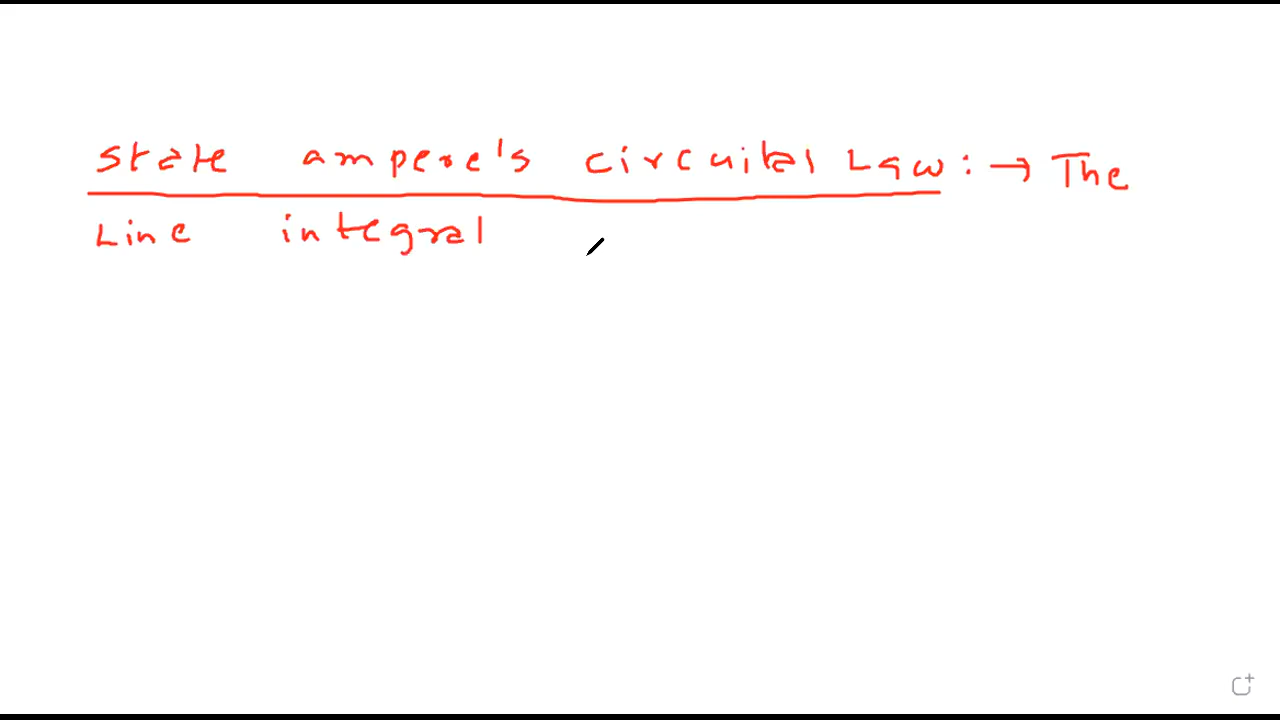 State ampere's circuital Law : → The
Line integral